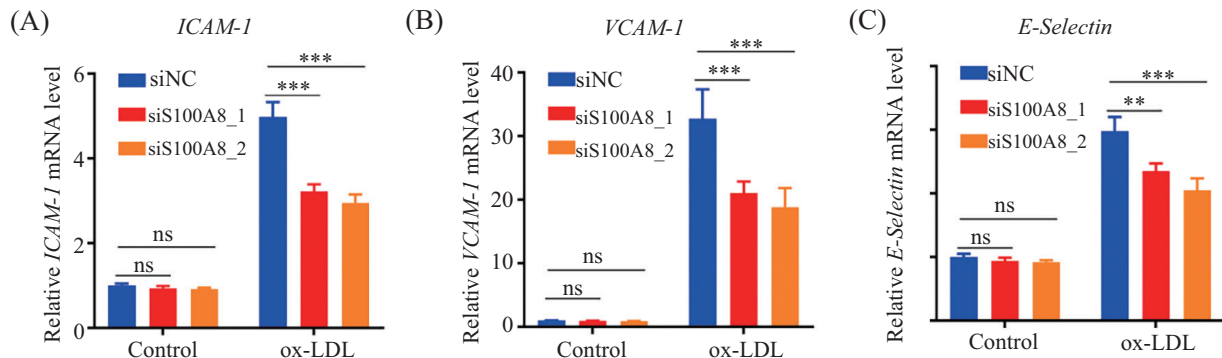 (A)
ICAM-1
Relative ICAM-1 mRNA level
6
4
2
0
siNC
siS100A8_1
siS100A8_2
***
***
ns
ns
Control
ox-LDL
(B)
VCAM-1
Relative VCAM-1 mRNA level
40
30
20
10
0
siNC
siS100A8_1
siS100A8_2
***
***
ns
ns
Control
ox-LDL
(C)
E-Selectin
Relative E-Selectin mRNA level
siNC
siS100A8_1
siS100A8_2
***
**
ns
ns
Control
ox-LDL